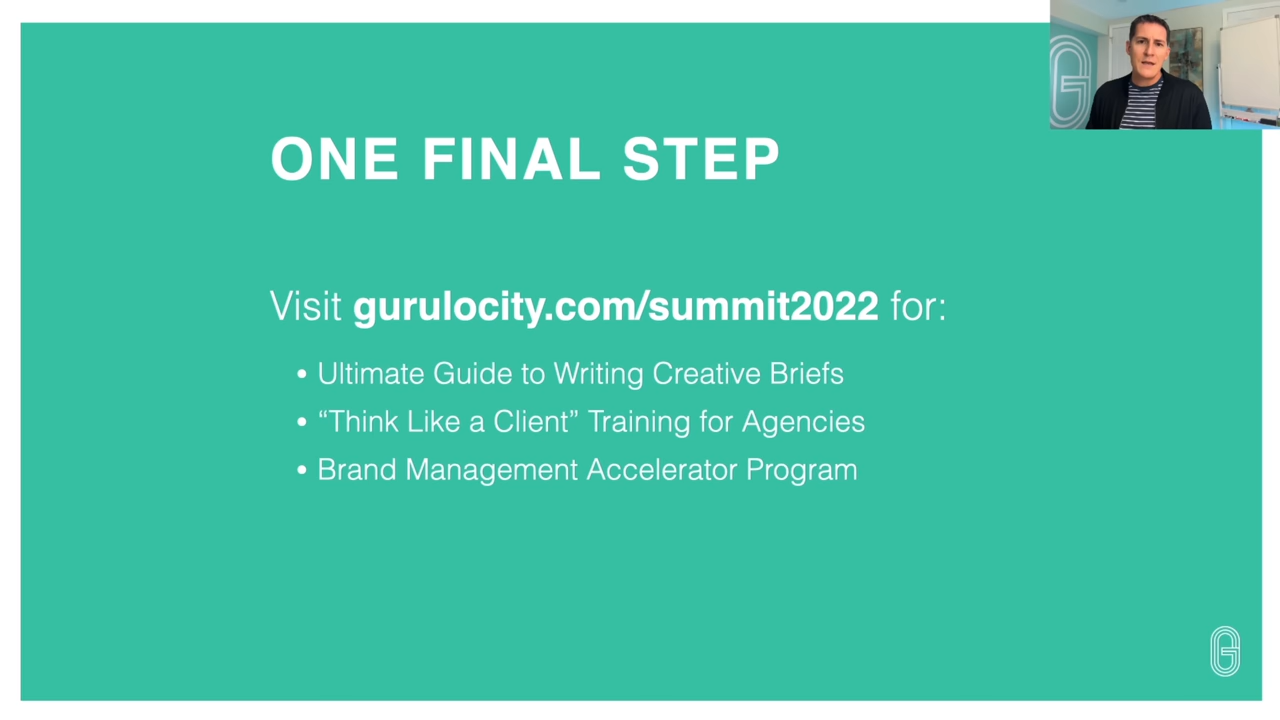 ONE FINAL STEP
Visit gurulocity.com/summit2022 for:
• Ultimate Guide to Writing Creative Briefs
• “Think Like a Client” Training for Agencies
• Brand Management Accelerator Program
G
G